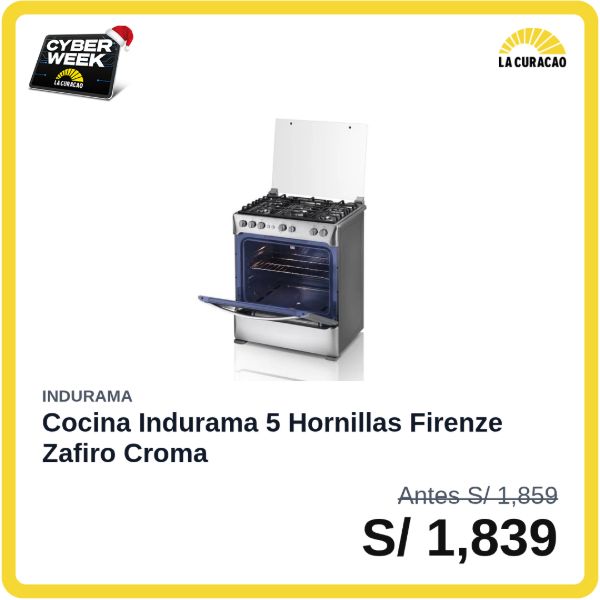 CYBER
WEEK
LA CURACAO
LA CURACAO
INDURAMA
Cocina Indurama 5 Hornillas Firenze
Zafiro Croma
Antes S/ 1,859
S/ 1,839